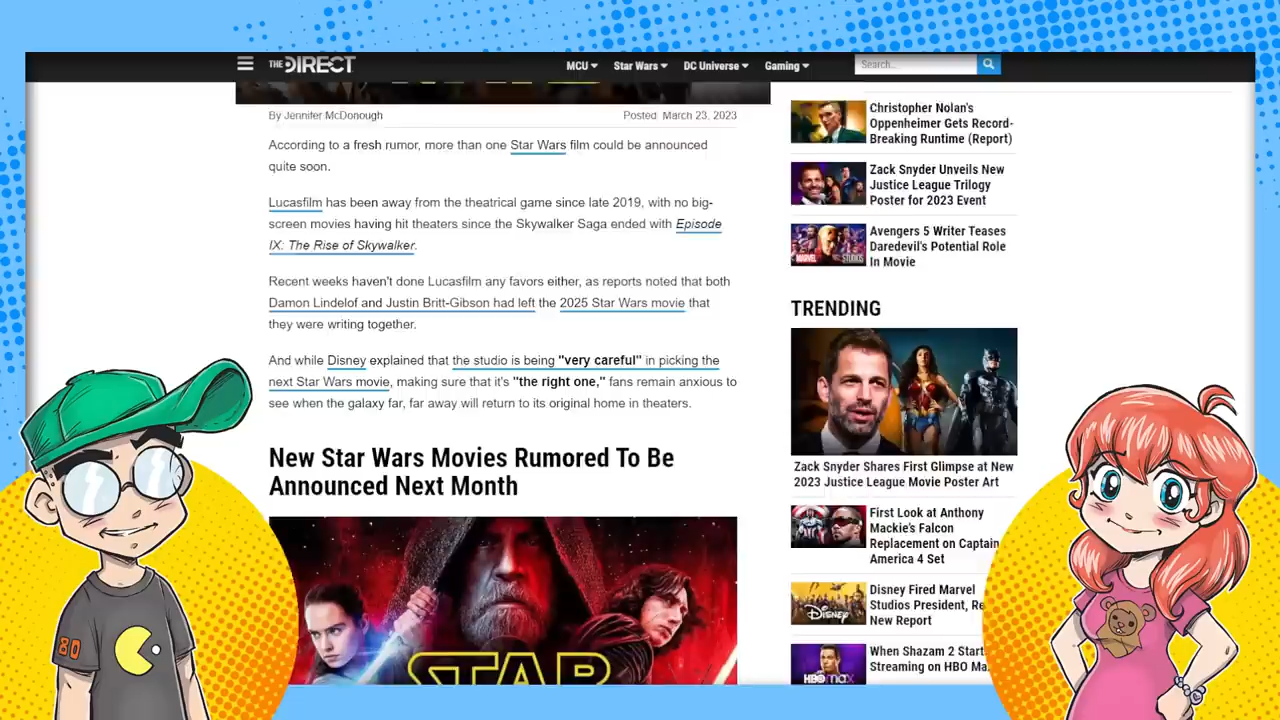 THE DIRECT
MCU
Star Wars
DC Universe
Gaming
Search...
By Jennifer McDonough
Posted March 23, 2023
According to a fresh rumor, more than one Star Wars film could be announced
quite soon.
Lucasfilm has been away from the theatrical game since late 2019, with no big-
screen movies having hit theaters since the Skywalker Saga ended with Episode
IX: The Rise of Skywalker.
Recent weeks haven't done Lucasfilm any favors either, as reports noted that both
Damon Lindelof and Justin Britt-Gibson had left the 2025 Star Wars movie that
they were writing together.
And while Disney explained that the studio is being "very careful" in picking the
next Star Wars movie, making sure that it's "the right one," fans remain anxious to
see when the galaxy far, far away will return to its original home in theaters.
New Star Wars Movies Rumored To Be
Announced Next Month
STAR
Christopher Nolan's
Oppenheimer Gets Record-
Breaking Runtime (Report)
Zack Snyder Unveils New
Justice League Trilogy
Poster for 2023 Event
MARVEL STUDIOS
Avengers 5 Writer Teases
Daredevil's Potential Role
In Movie
TRENDING
Zack Snyder Shares First Glimpse at New
2023 Justice League Movie Poster Art
First Look at Anthony
Mackie's Falcon
Replacement on Captain
America 4 Set
Disney
Disney Fired Marvel
Studios President, Re
New Report
HBO max
When Shazam 2 Start
Streaming on HBO Ma
80